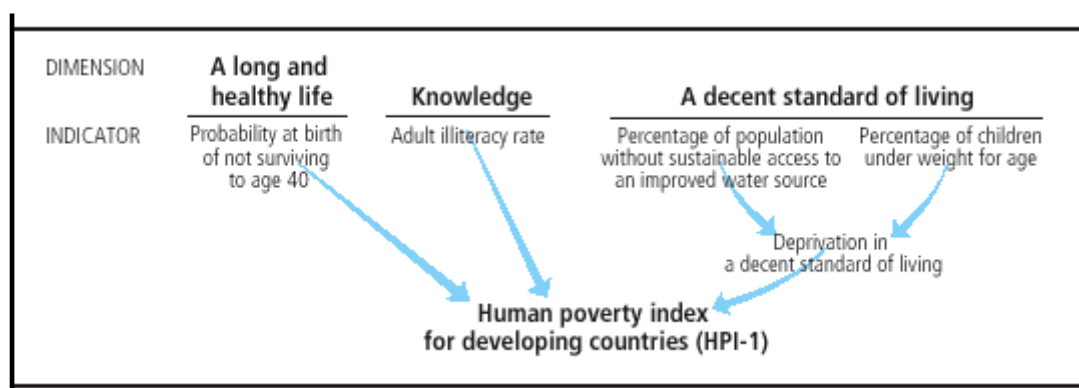 DIMENSION
A long and
healthy life
Knowledge
A decent standard of living
INDICATOR
Probability at birth
of not surviving
to age 40
Adult illiteracy rate
Percentage of population
without sustainable access to
an improved water source
Percentage of children
under weight for age
Deprivation in
a decent standard of living
Human poverty index
for developing countries (HPI-1)